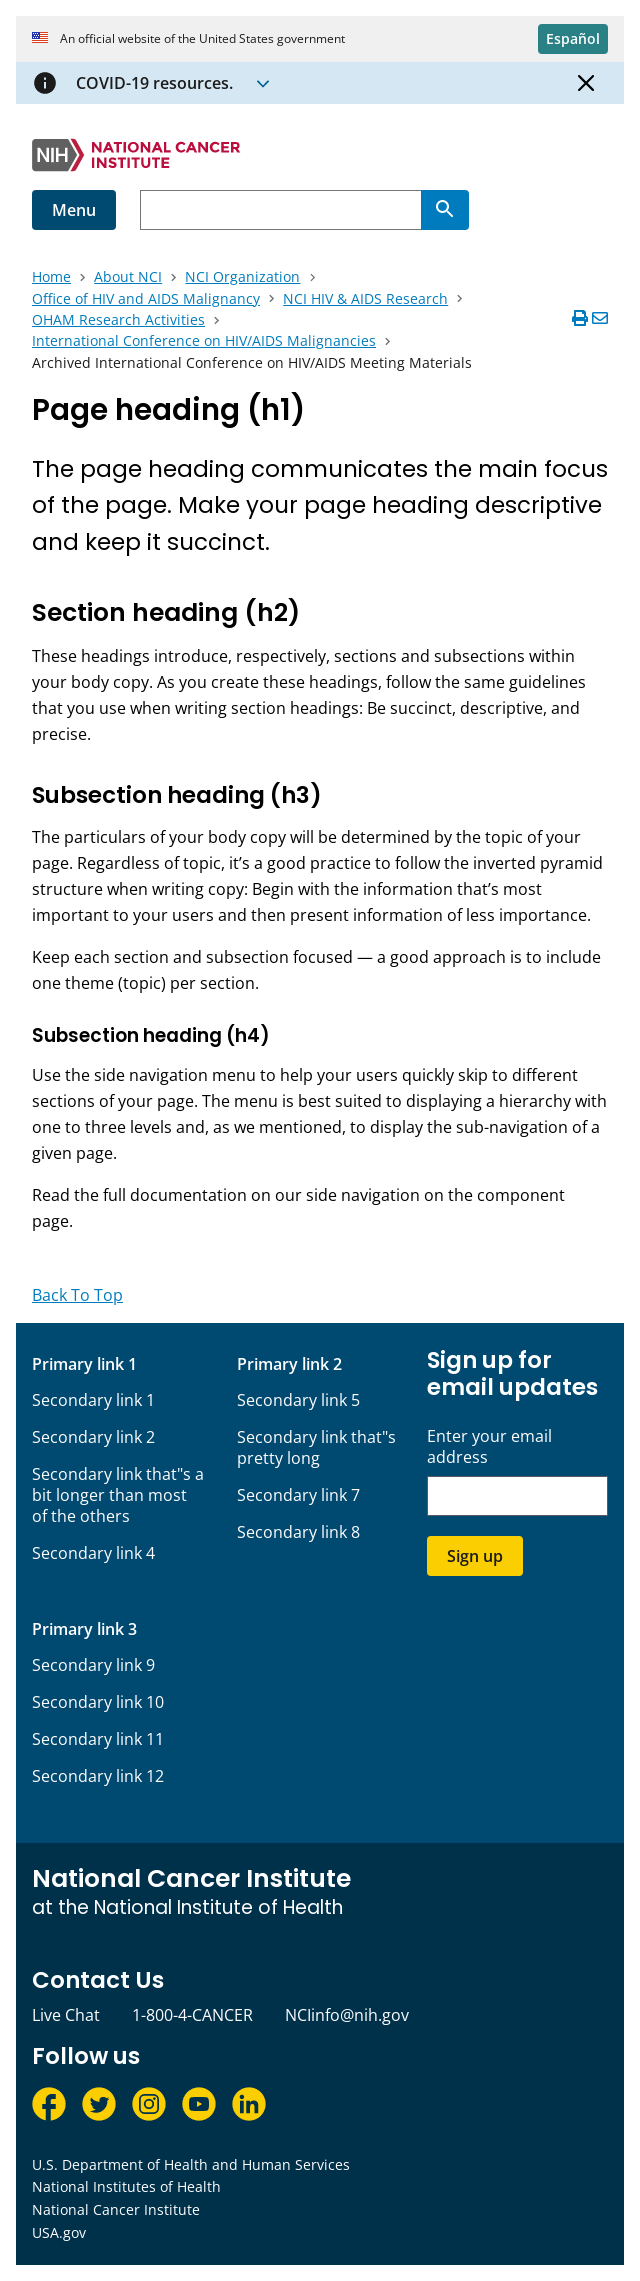 An official website of the United States government
Español
COVID-19 resources.
NIH NATIONAL CANCER
INSTITUTE
Menu
Home > About NCI > NCI Organization >
Office of HIV and AIDS Malignancy > NCI HIV & AIDS Research >
OHAM Research Activities >
International Conference on HIV/AIDS Malignancies >
Archived International Conference on HIV/AIDS Meeting Materials
Page heading (h1)
The page heading communicates the main focus
of the page. Make your page heading descriptive
and keep it succinct.
Section heading (h2)
These headings introduce, respectively, sections and subsections within
your body copy. As you create these headings, follow the same guidelines
that you use when writing section headings: Be succinct, descriptive, and
precise.
Subsection heading (h3)
The particulars of your body copy will be determined by the topic of your
page. Regardless of topic, it’s a good practice to follow the inverted pyramid
structure when writing copy: Begin with the information that’s most
important to your users and then present information of less importance.
Keep each section and subsection focused — a good approach is to include
one theme (topic) per section.
Subsection heading (h4)
Use the side navigation menu to help your users quickly skip to different
sections of your page. The menu is best suited to displaying a hierarchy with
one to three levels and, as we mentioned, to display the sub-navigation of a
given page.
Read the full documentation on our side navigation on the component
page.
Back To Top
Primary link 1
Secondary link 1
Secondary link 2
Secondary link that"s a
bit longer than most
of the others
Secondary link 4
Primary link 2
Secondary link 5
Secondary link that"s
pretty long
Secondary link 7
Secondary link 8
Sign up for
email updates
Enter your email
address
Sign up
Primary link 3
Secondary link 9
Secondary link 10
Secondary link 11
Secondary link 12
National Cancer Institute
at the National Institute of Health
Contact Us
Live Chat 1-800-4-CANCER NCIinfo@nih.gov
Follow us
U.S. Department of Health and Human Services
National Institutes of Health
National Cancer Institute
USA.gov